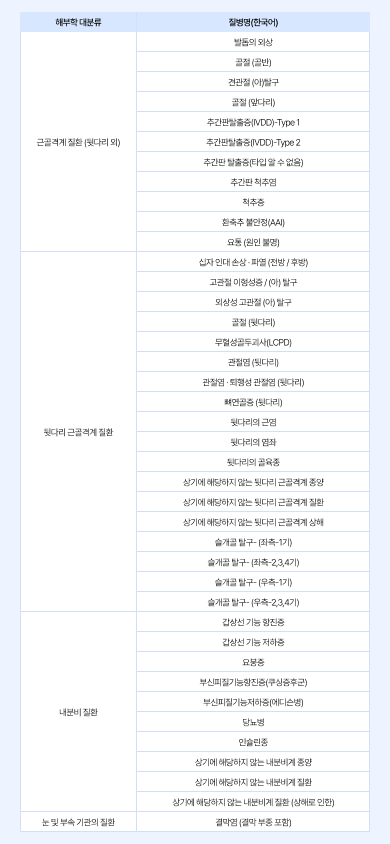 해부학 대분류 질병명(한국어)
발톱의 외상
골절 (골반)
견관절 (아)탈구
골절 (앞다리)
추간판탈출증(IVDD)-Type 1
근골격계 질환 (뒷다리 외) 추간판탈출증(IVDD)-Type 2
추간판 탈출증(타입 알 수 없음)
추간판 척추염
척추증
환축추 불안정(AAI)
요통 (원인 불명)
십자 인대 손상 · 파열 (전방 / 후방)
고관절 이형성증 / (아) 탈구
외상성 고관절 (아) 탈구
골절 (뒷다리)
무혈성골두괴사(LCPD)
관절염 (뒷다리)
관절염 · 퇴행성 관절염 (뒷다리)
뼈연골증 (뒷다리)
뒷다리의 근염
뒷다리 근골격계 질환
뒷다리의 염좌
뒷다리의 골육종
상기에 해당하지 않는 뒷다리 근골격계 종양
상기에 해당하지 않는 뒷다리 근골격계 질환
상기에 해당하지 않는 뒷다리 근골격계 상해
슬개골 탈구- (좌측-1기)
슬개골 탈구- (좌측-2,3,4기)
슬개골 탈구- (우측-1기)
슬개골 탈구- (우측-2,3,4기)
갑상선 기능 항진증
갑상선 기능 저하증
요붕증
부신피질기능항진증(쿠싱증후군)
부신피질기능저하증(에디슨병)
내분비 질환
당뇨병
인슐린종
상기에 해당하지 않는 내분비계 종양
상기에 해당하지 않는 내분비계 질환
상기에 해당하지 않는 내분비계 질환 (상해로 인한)
눈 및 부속 기관의 질환 결막염 (결막 부종 포함)